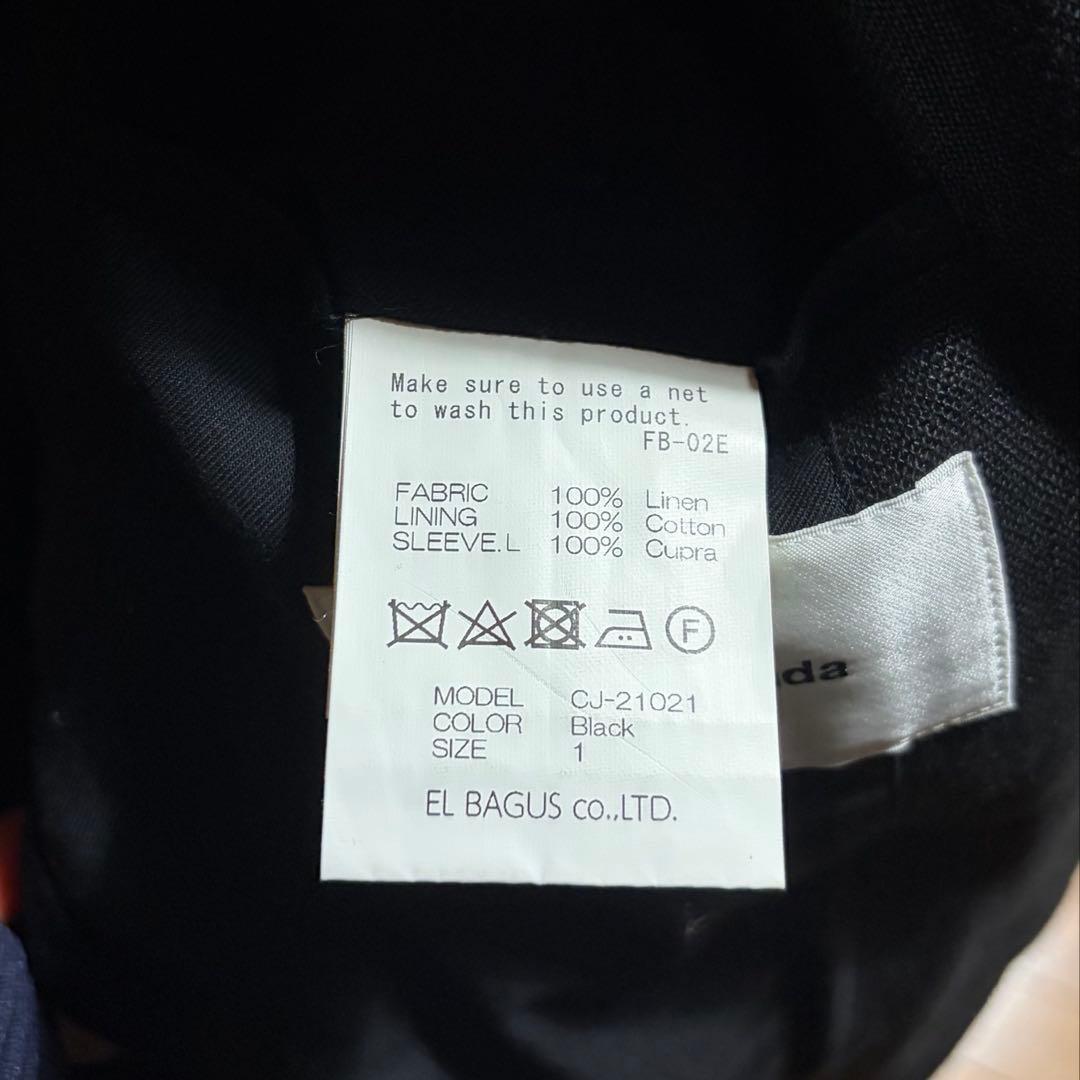 Make sure to use a net
to wash this product.
FB-02E
FABRIC 100% Linen
LINING 100% Cotton
SLEEVE.L 100% Cupra
F
MODEL CJ-21021
COLOR Black
SIZE 1
EL BAGUS co.,LTD.